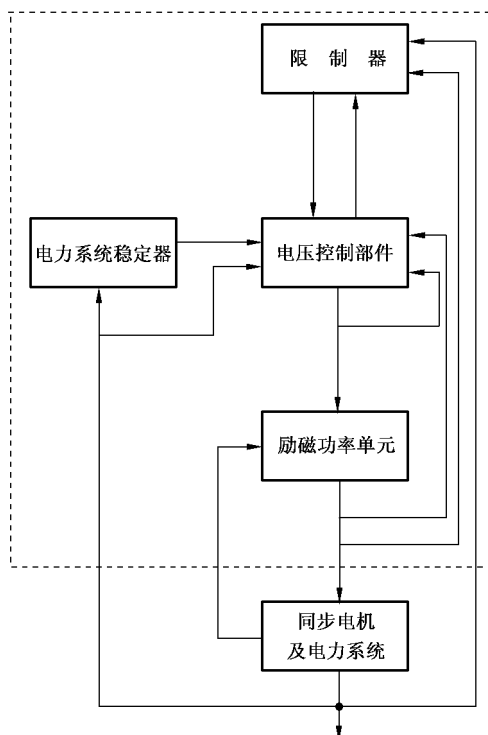 限 制 器
电力系统稳定器
电压控制部件
励磁功率单元
同步电机
及电力系统